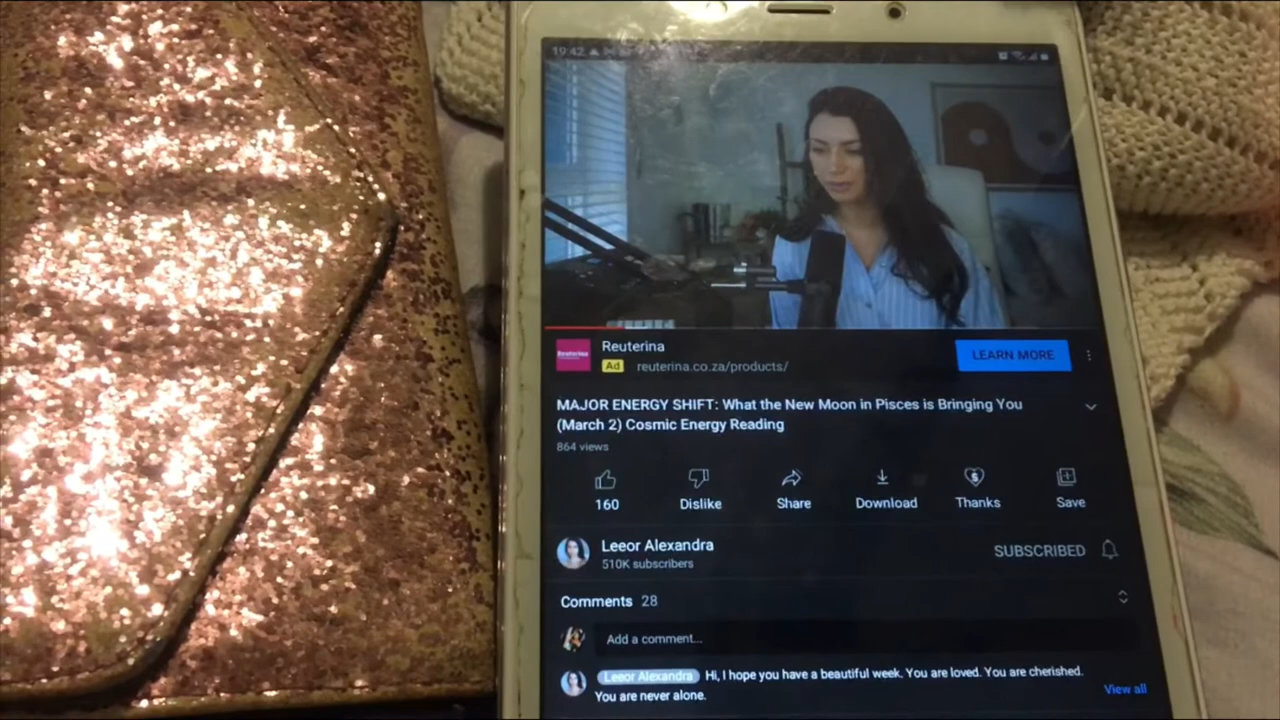 19:42
Reuterina
Reuterina
Ad reuterina.co.za/products/
LEARN MORE
MAJOR ENERGY SHIFT: What the New Moon in Pisces is Bringing You
(March 2) Cosmic Energy Reading
864 views
160
Dislike
Share
Download
Thanks
Save
Leeor Alexandra
510K subscribers
SUBSCRIBED
Comments 28
Add a comment...
Leeor Alexandra Hi, I hope you have a beautiful week. You are loved. You are cherished.
You are never alone.
View all